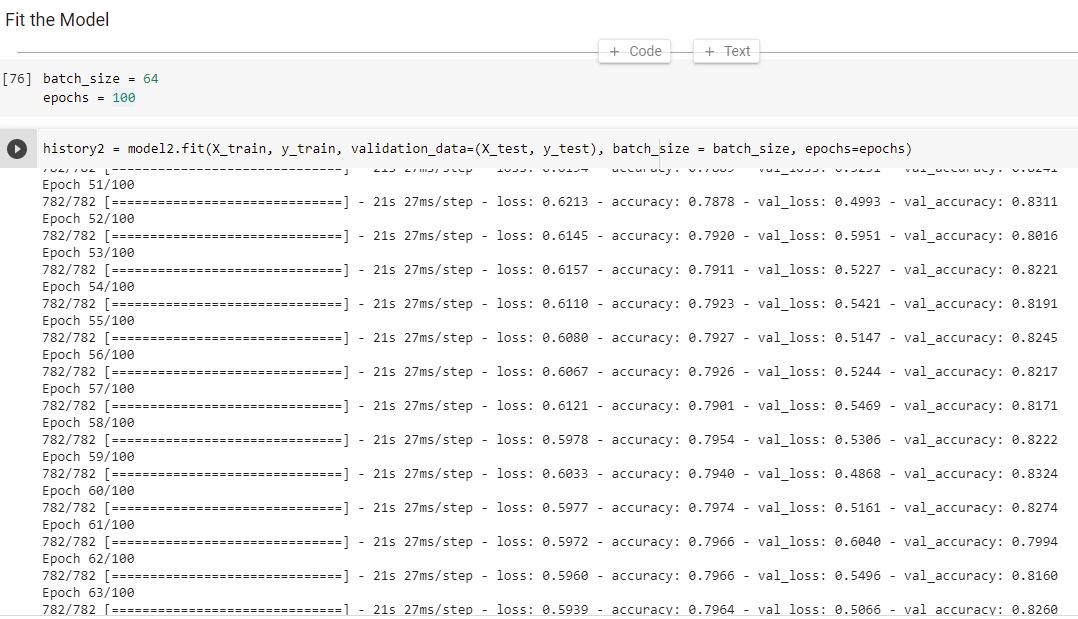 Fit the Model
+ Code + Text
[76] batch_size = 64
epochs = 100
history2 = model2.fit(X_train, y_train, validation_data=(X_test, y_test), batch_size = batch_size, epochs=epochs)
782/782 [==============================] - 21s 27ms/step - loss: 0.6194 - accuracy: - val_loss: - val_accuracy: 0.8241
Epoch 51/100
782/782 [==============================] - 21s 27ms/step - loss: 0.6213 - accuracy: 0.7878 - val_loss: 0.4993 - val_accuracy: 0.8311
Epoch 52/100
782/782 [==============================] - 21s 27ms/step - loss: 0.6145 - accuracy: 0.7920 - val_loss: 0.5951 - val_accuracy: 0.8016
Epoch 53/100
782/782 [==============================] - 21s 27ms/step - loss: 0.6157 - accuracy: 0.7911 - val_loss: 0.5227 - val_accuracy: 0.8221
Epoch 54/100
782/782 [==============================] - 21s 27ms/step - loss: 0.6110 - accuracy: 0.7923 - val_loss: 0.5421 - val_accuracy: 0.8191
Epoch 55/100
782/782 [==============================] - 21s 27ms/step - loss: 0.6080 - accuracy: 0.7927 - val_loss: 0.5147 - val_accuracy: 0.8245
Epoch 56/100
782/782 [==============================] - 21s 27ms/step - loss: 0.6067 - accuracy: 0.7926 - val_loss: 0.5244 - val_accuracy: 0.8217
Epoch 57/100
782/782 [==============================] - 21s 27ms/step - loss: 0.6121 - accuracy: 0.7901 - val_loss: 0.5469 - val_accuracy: 0.8171
Epoch 58/100
782/782 [==============================] - 21s 27ms/step - loss: 0.5978 - accuracy: 0.7954 - val_loss: 0.5306 - val_accuracy: 0.8222
Epoch 59/100
782/782 [==============================] - 21s 27ms/step - loss: 0.6033 - accuracy: 0.7940 - val_loss: 0.4868 - val_accuracy: 0.8324
Epoch 60/100
782/782 [==============================] - 21s 27ms/step - loss: 0.5977 - accuracy: 0.7974 - val_loss: 0.5161 - val_accuracy: 0.8274
Epoch 61/100
782/782 [==============================] - 21s 27ms/step - loss: 0.5972 - accuracy: 0.7966 - val_loss: 0.6040 - val_accuracy: 0.7994
Epoch 62/100
782/782 [==============================] - 21s 27ms/step - loss: 0.5960 - accuracy: 0.7966 - val_loss: 0.5496 - val_accuracy: 0.8160
Epoch 63/100
782/782 [==============================] - 21s 27ms/step - loss: 0.5939 - accuracy: 0.7964 - val_loss: 0.5066 - val_accuracy: 0.8260